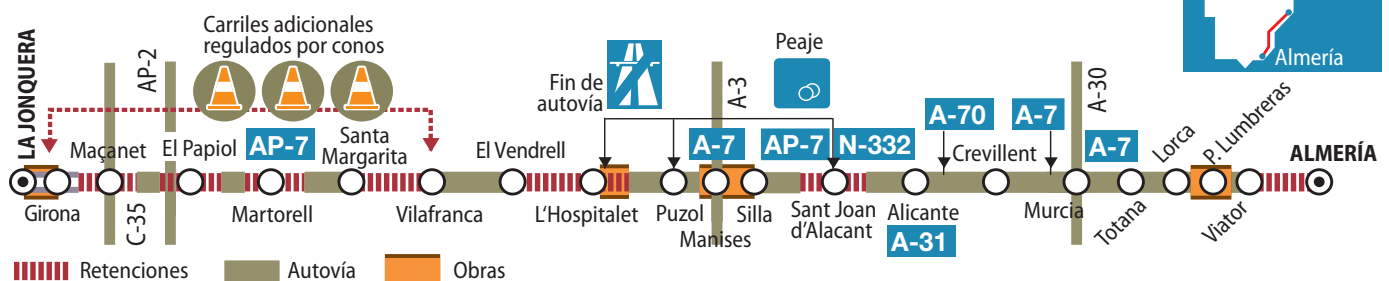 Carriles adicionales
regulados por conos
LA JONQUERA
AP-2
Fin de
autovía
A-3
Peaje
A-30
Almería
Maçanet
El Papiol
AP-7
Santa
Margarita
El Vendrell
A-7
AP-7
N-332
A-70
Crevillent
A-7
A-7
Lorca
P. Lumbreras
ALMERÍA
Girona
C-35
Martorell
Vilafranca
L'Hospitalet
Puzol
Manises
Silla
Sant Joan
d'Alacant
Alicante
A-31
Murcia
Totana
Viator
Retenciones
Autovía
Obras